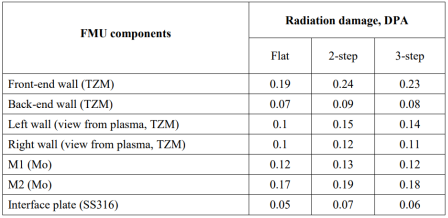 FMU components Radiation damage, DPA
Flat 2-step 3-step
Front-end wall (TZM) 0.19 0.24 0.23
Back-end wall (TZM) 0.07 0.09 0.08
Left wall (view from plasma, TZM) 0.1 0.15 0.14
Right wall (view from plasma, TZM) 0.1 0.12 0.11
M1 (Mo) 0.12 0.13 0.12
M2 (Mo) 0.17 0.19 0.18
Interface plate (SS316) 0.05 0.07 0.06